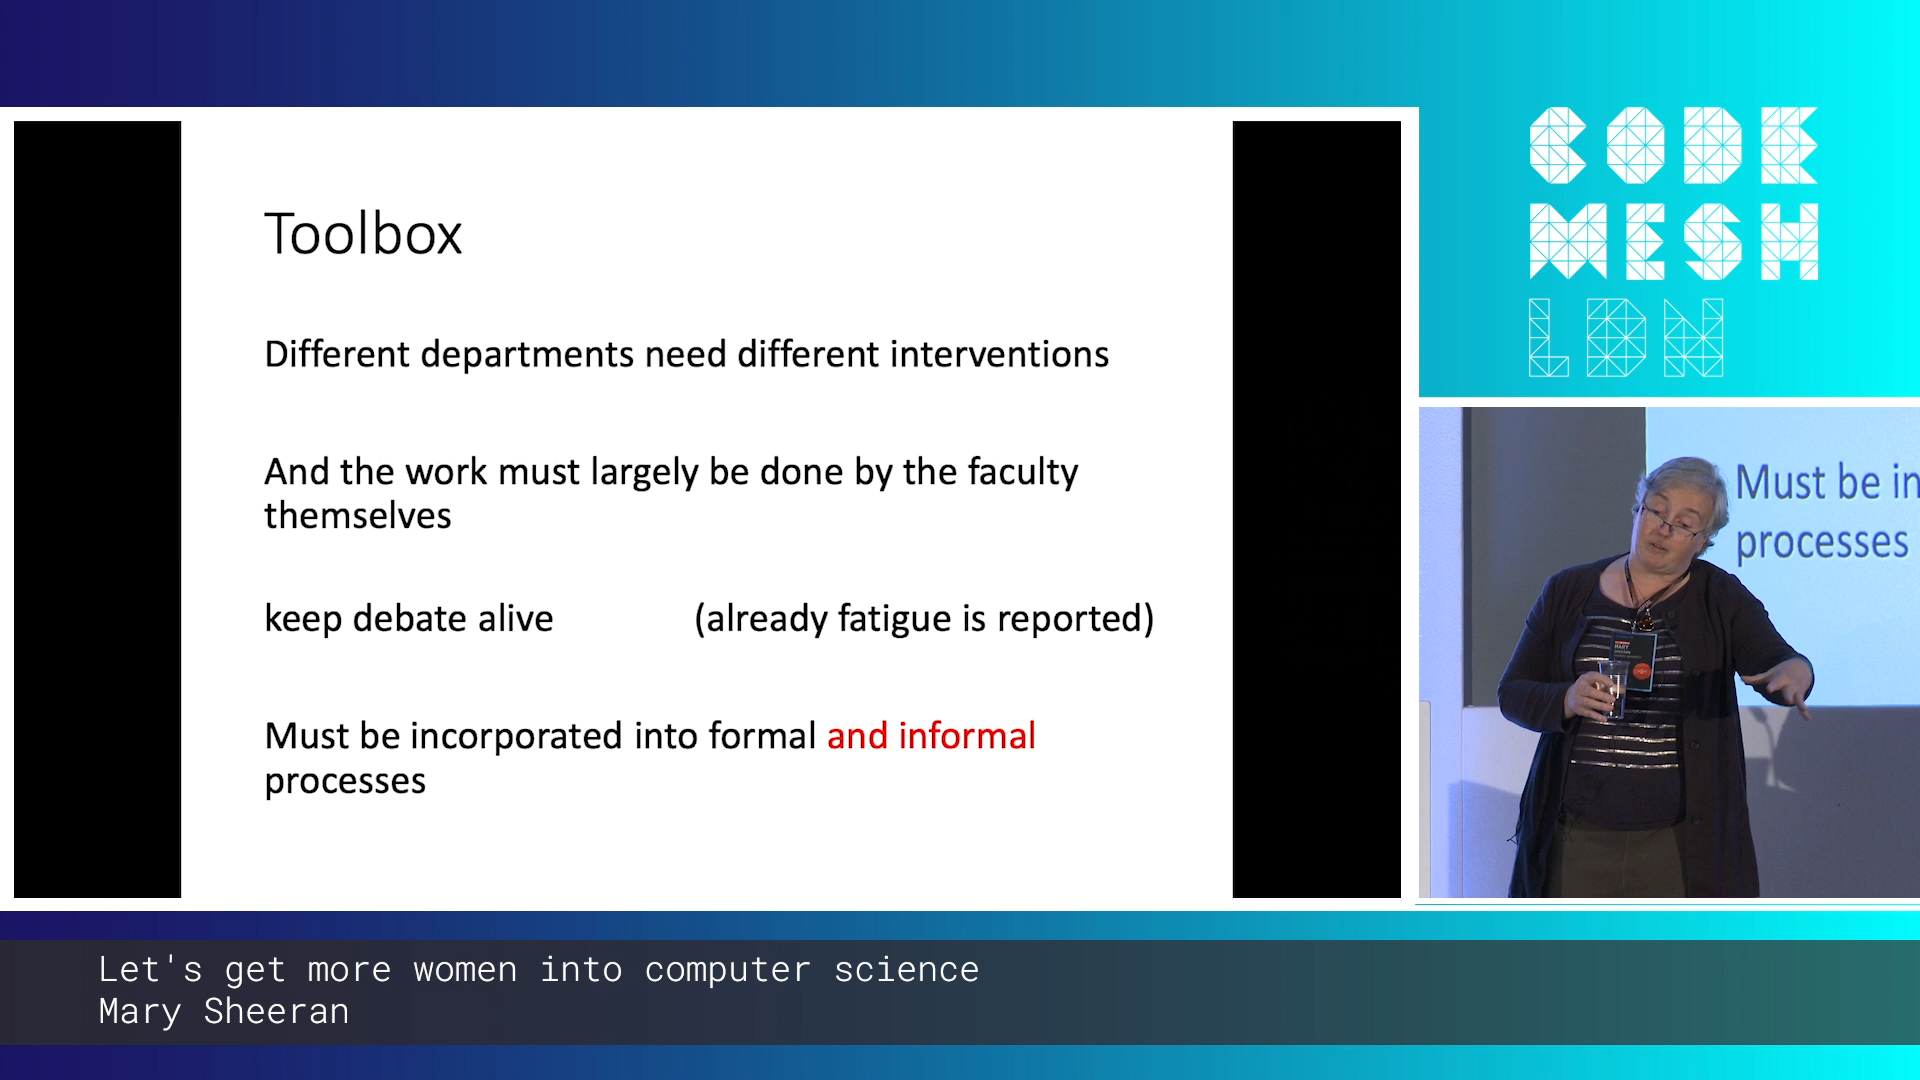 Toolbox
Different departments need different interventions
And the work must largely be done by the faculty
themselves
keep debate alive (already fatigue is reported)
Must be incorporated into formal and informal
processes
CODE
MESH
LDN
Must be in
processes
MARY
SHEERAN
Let's get more women into computer science
Mary Sheeran